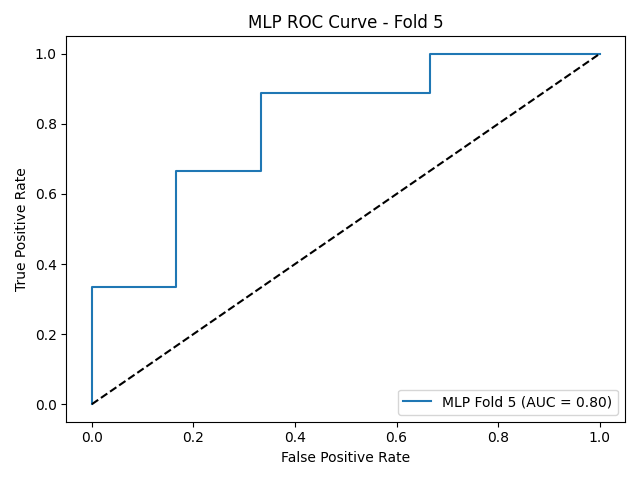 MLP ROC Curve - Fold 5
True Positive Rate
1.0
0.8
0.6
0.4
0.2
0.0
0.0 0.2 0.4 0.6 0.8 1.0
False Positive Rate
MLP Fold 5 (AUC = 0.80)